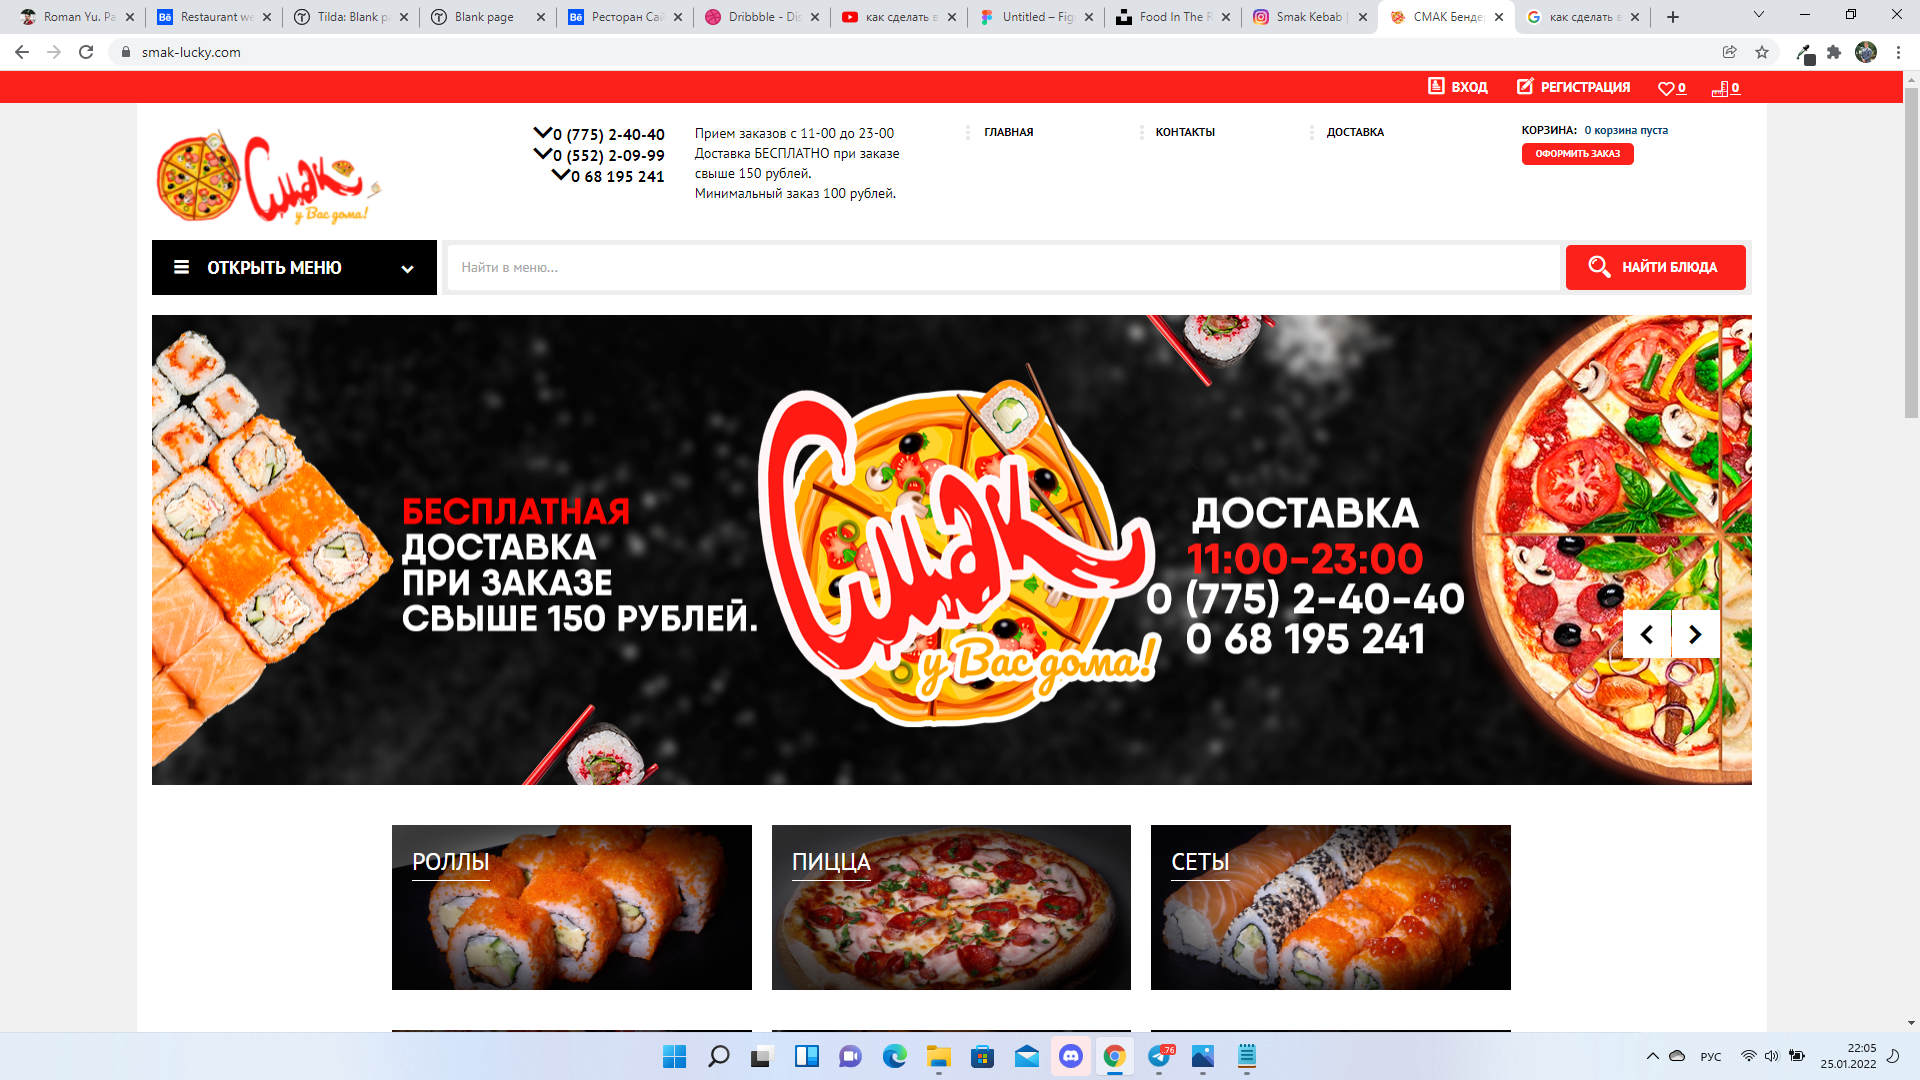 Roman Yu. Pa
Restaurant we
Tilda: Blank p
Blank page
Ресторан Сай
Dribbble - Dis
как сделать в
Untitled – Fig
Food In The R
Smak Kebab |
СМАК Бендер
как сделать в
smak-lucky.com
ВХОД
РЕГИСТРАЦИЯ
0
0
Смак
у Вас дома!
0 (775) 2-40-40
0 (552) 2-09-99
0 68 195 241
Прием заказов с 11-00 до 23-00
Доставка БЕСПЛАТНО при заказе
свыше 150 рублей.
Минимальный заказ 100 рублей.
ГЛАВНАЯ
КОНТАКТЫ
ДОСТАВКА
КОРЗИНА: 0 корзина пуста
ОФОРМИТЬ ЗАКАЗ
ОТКРЫТЬ МЕНЮ
Найти в меню...
НАЙТИ БЛЮДА
БЕСПЛАТНАЯ
ДОСТАВКА
ПРИ ЗАКАЗЕ
СВЫШЕ 150 РУБЛЕЙ.
Смак
у Вас дома!
ДОСТАВКА
11:00-23:00
0 (775) 2-40-40
0 68 195 241
РОЛЛЫ
ПИЦЦА
СЕТЫ
76
РУС
22:05
25.01.2022